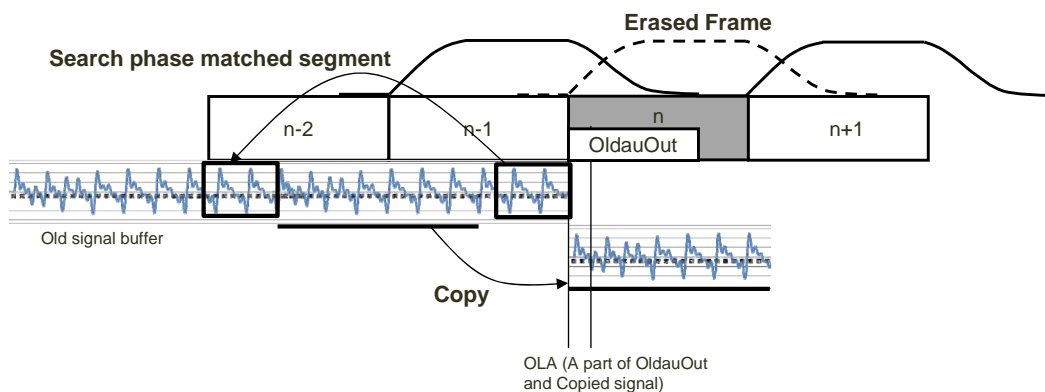 Erased Frame
Search phase matched segment
n-2
n-1
n
n+1
OldauOut
Old signal buffer
Copy
OLA (A part of OldauOut
and Copied signal)